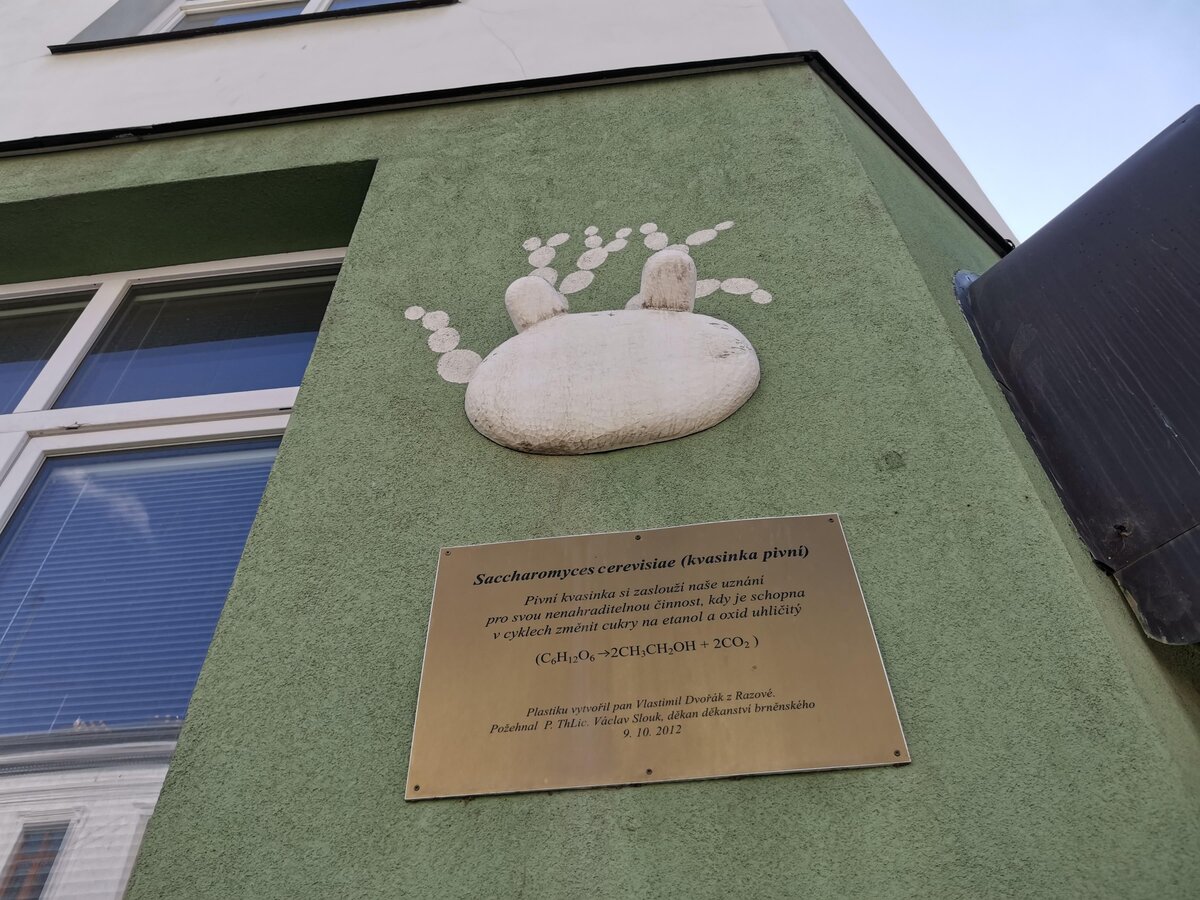 Saccharomyces cerevisiae (kvasinka pivní)
Pivní kvasinka si zaslouží naše uznání
pro svou nenahraditelnou činnost, kdy je schopna
v cyklech změnit cukry na etanol a oxid uhličitý
(C₆H₁₂O₆ →2CH₃CH₂OH + 2CO₂ )
Plastiku vytvořil pan Vlastimil Dvořák z Razové.
Požehnal P. ThLic. Václav Slouk, děkan děkanství brněnského
9. 10. 2012